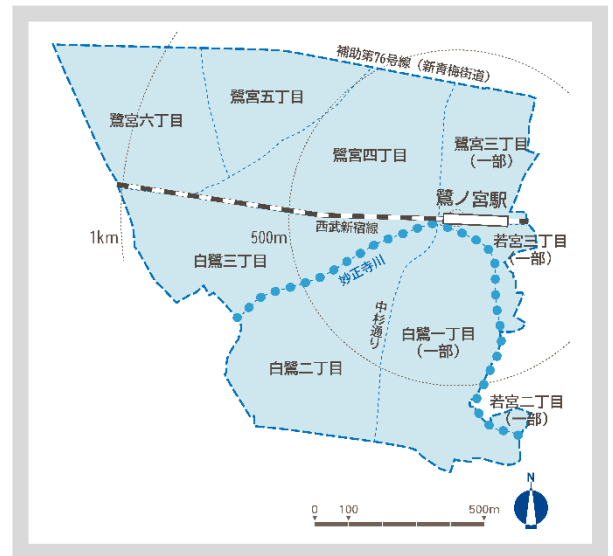 補助第76号線（新青梅街道）
鷺宮五丁目
鷺宮六丁目
鷺宮四丁目
鷺宮三丁目
（一部）
鷺ノ宮駅
西武新宿線
1km
500m
若宮三丁目
（一部）
白鷺三丁目
妙正寺川
中杉通り
白鷺一丁目
（一部）
白鷺二丁目
若宮二丁目
（一部）
N
0 100 500m